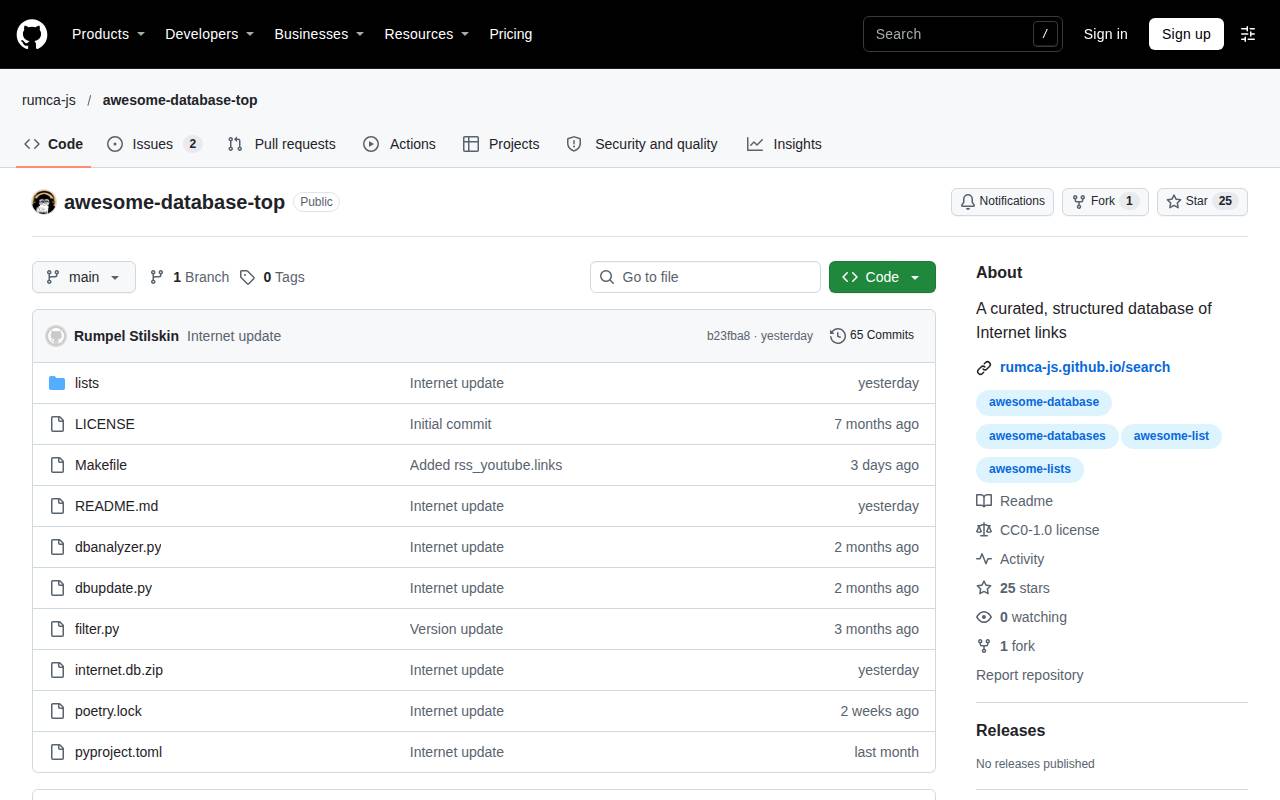 Products Developers Businesses Resources Pricing Search / Sign in Sign up
rumca-js / awesome-database-top
Code Issues 2 Pull requests Actions Projects Security and quality Insights
awesome-database-top Public Notifications Fork 1 Star 25
main 1 Branch 0 Tags Go to file Code
Rumpel Stilskin Internet update b23fba8 · yesterday 65 Commits
lists Internet update yesterday
LICENSE Initial commit 7 months ago
Makefile Added rss_youtube.links 3 days ago
README.md Internet update yesterday
dbanalyzer.py Internet update 2 months ago
dbupdate.py Internet update 2 months ago
filter.py Version update 3 months ago
internet.db.zip Internet update yesterday
poetry.lock Internet update 2 weeks ago
pyproject.toml Internet update last month
About
A curated, structured database of
Internet links
rumca-js.github.io/search
awesome-database
awesome-databases awesome-list
awesome-lists
Readme
CC0-1.0 license
Activity
25 stars
0 watching
1 fork
Report repository
Releases
No releases published